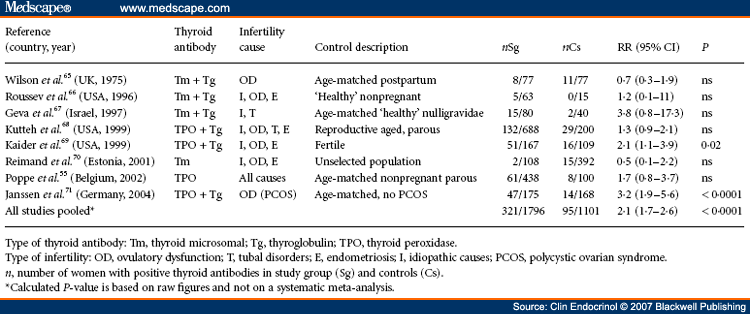 Medscape® www.medscape.com
Reference (country, year) Thyroid antibody Infertility cause Control description nSg nCs RR (95% CI) P
Wilson et al.65 (UK, 1975) Tm + Tg OD Age-matched postpartum 8/77 11/77 0·7 (0·3–1·9) ns
Roussev et al.66 (USA, 1996) Tm + Tg I, OD, E ‘Healthy’ nonpregnant 5/63 0/15 1·2 (0·1–11) ns
Geva et al.67 (Israel, 1997) Tm + Tg I, T Age-matched ‘healthy’ nulligravidae 15/80 2/40 3·8 (0·8–17·3) ns
Kutteh et al.68 (USA, 1999) TPO + Tg I, OD, T, E Reproductive aged, parous 132/688 29/200 1·3 (0·9–2·1) ns
Kaider et al.69 (USA, 1999) TPO + Tg I, OD, E Fertile 51/167 16/109 2·1 (1·1–3·9) 0·02
Reimand et al.70 (Estonia, 2001) Tm I, OD, E Unselected population 2/108 15/392 0·5 (0·1–2·2) ns
Poppe et al.55 (Belgium, 2002) TPO All causes Age-matched nonpregnant parous 61/438 8/100 1·7 (0·8–3·7) ns
Janssen et al.71 (Germany, 2004) TPO + Tg OD (PCOS) Age-matched, no PCOS 47/175 14/168 3·2 (1·9–5·6) < 0·0001
All studies pooled* 321/1796 95/1101 2·1 (1·7–2·6) < 0·0001
Type of thyroid antibody: Tm, thyroid microsomal; Tg, thyroglobulin; TPO, thyroid peroxidase.
Type of infertility: OD, ovulatory dysfunction; T, tubal disorders; E, endometriosis; I, idiopathic causes; PCOS, polycystic ovarian syndrome.
n, number of women with positive thyroid antibodies in study group (Sg) and controls (Cs).
*Calculated P-value is based on raw figures and not on a systematic meta-analysis.
Source: Clin Endocrinol © 2007 Blackwell Publishing